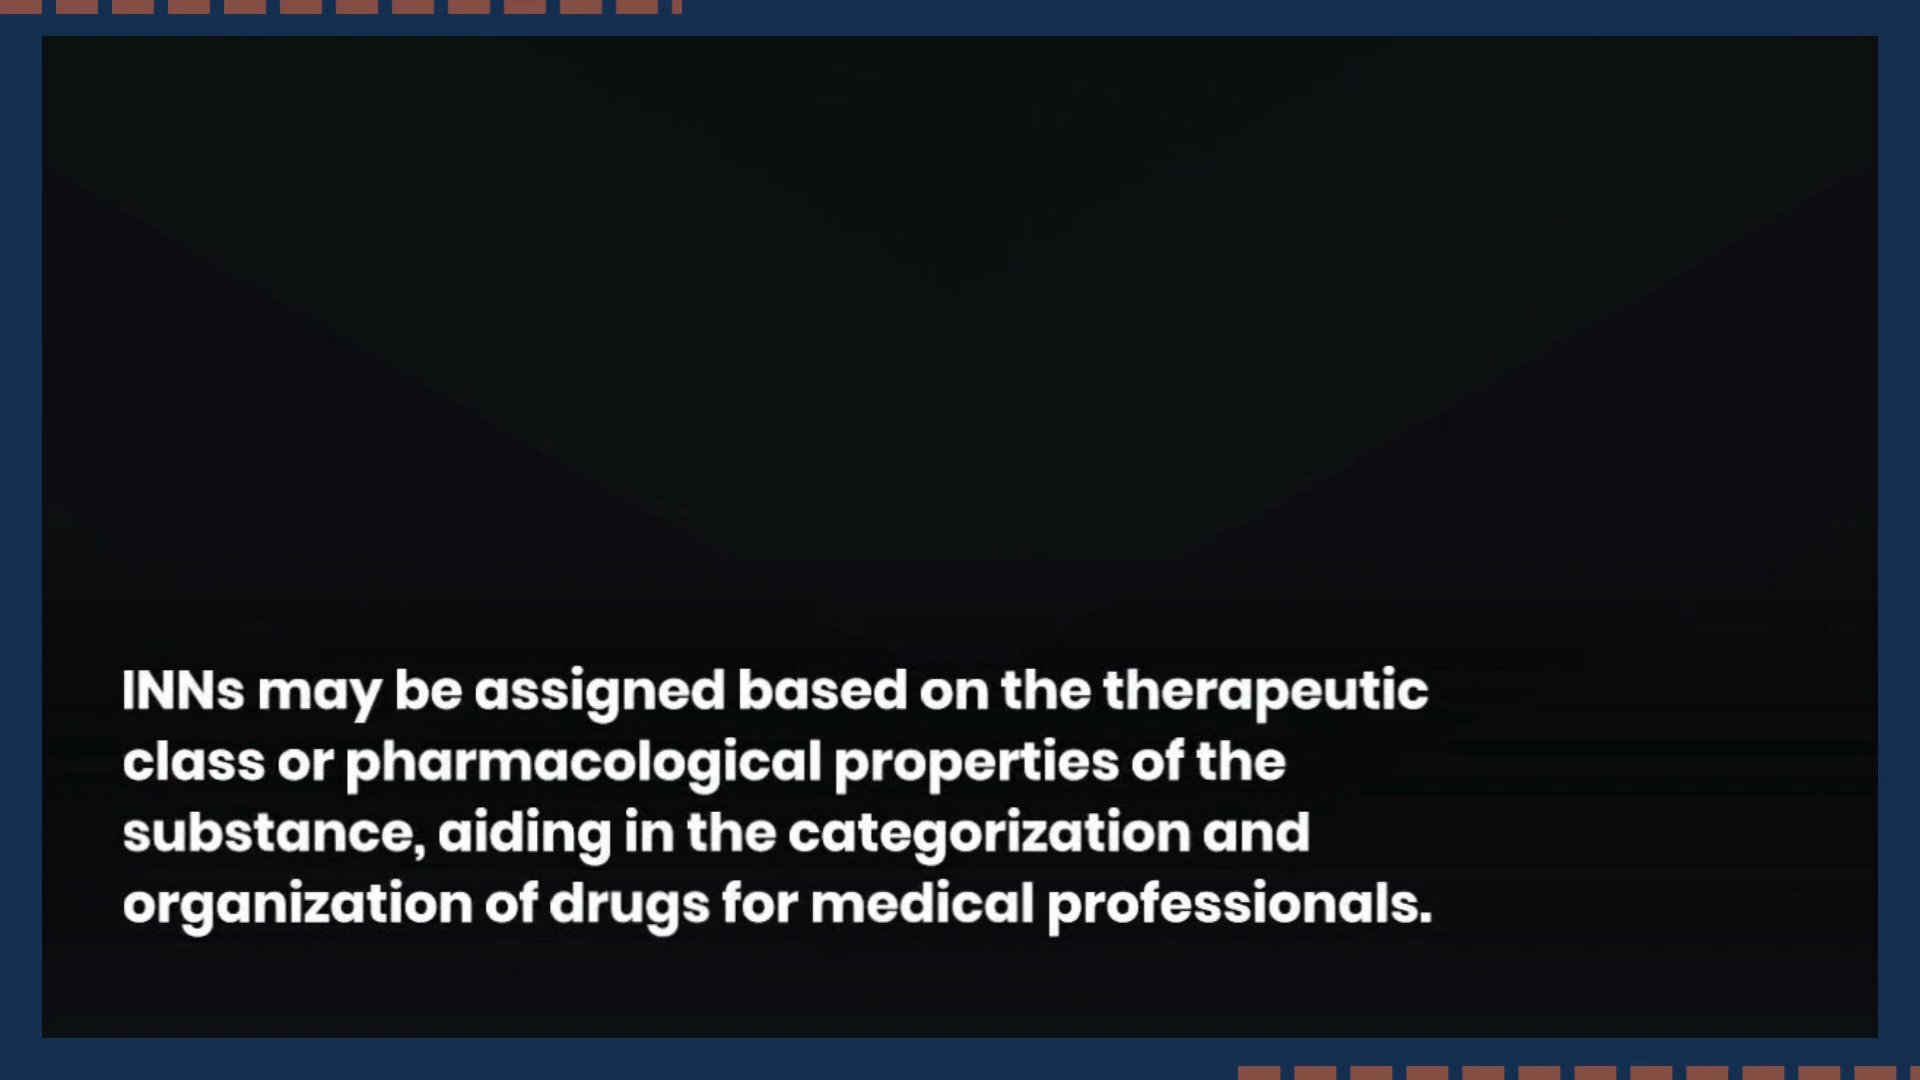 INNs may be assigned based on the therapeutic
class or pharmacological properties of the
substance, aiding in the categorization and
organization of drugs for medical professionals.